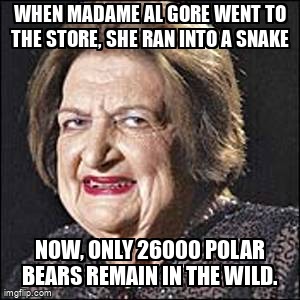 WHEN MADAME AL GORE WENT TO
THE STORE, SHE RAN INTO A SNAKE
NOW, ONLY 26000 POLAR
BEARS REMAIN IN THE WILD.
imgflip.com